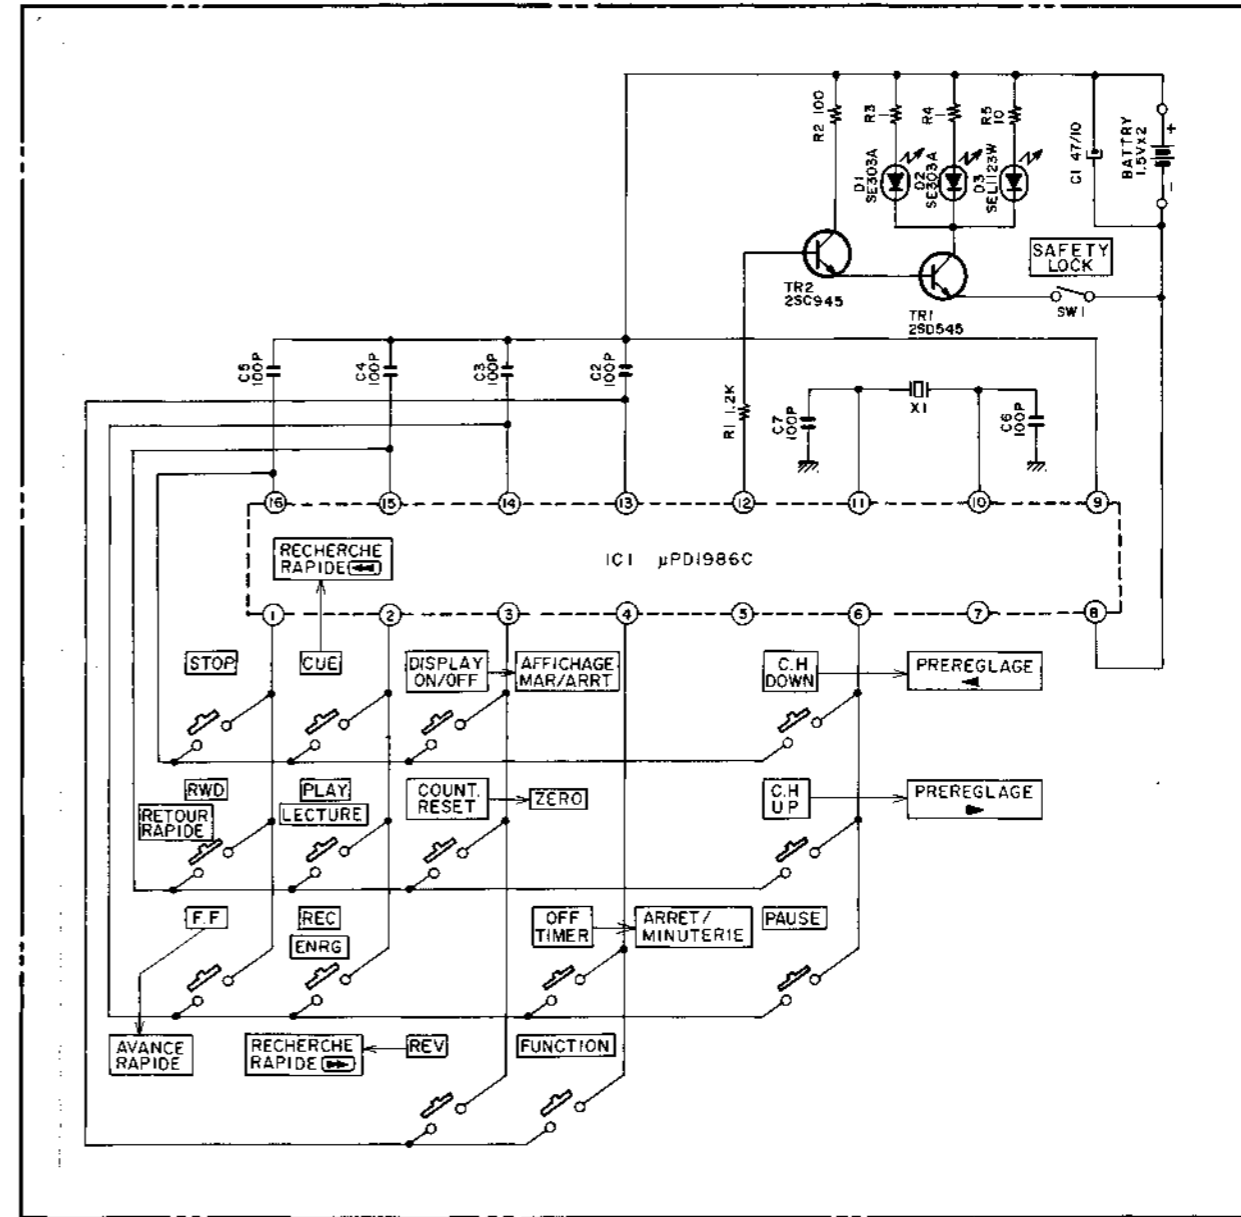 R2 100
R3
1
R4
1
R5
10
C1 47/10
BATTRY
1.5V×2
+
-
D1
SE303A
D2
SE303A
D3
SEL1123W
SAFETY
LOCK
SW1
TR2
2SC945
TR1
2SD545
C5
100P
C4
100P
C3
100P
C2
100P
R1 1.2K
C7
100P
X1
C6
100P
16
15
14
13
12
11
10
9
RECHERCHE
RAPIDE ◄◄
IC1 μPD1986C
1
2
3
4
5
6
7
8
STOP
CUE
DISPLAY
ON/OFF
AFFICHAGE
MAR/ARRT
C.H
DOWN
PREREGLAGE
◄
RWD
RETOUR
RAPIDE
PLAY
LECTURE
COUNT.
RESET
ZERO
C.H
UP
PREREGLAGE
►
F.F
REC
ENRG
OFF
TIMER
ARRET/
MINUTERIE
PAUSE
AVANCE
RAPIDE
RECHERCHE
RAPIDE ►►
REV
FUNCTION